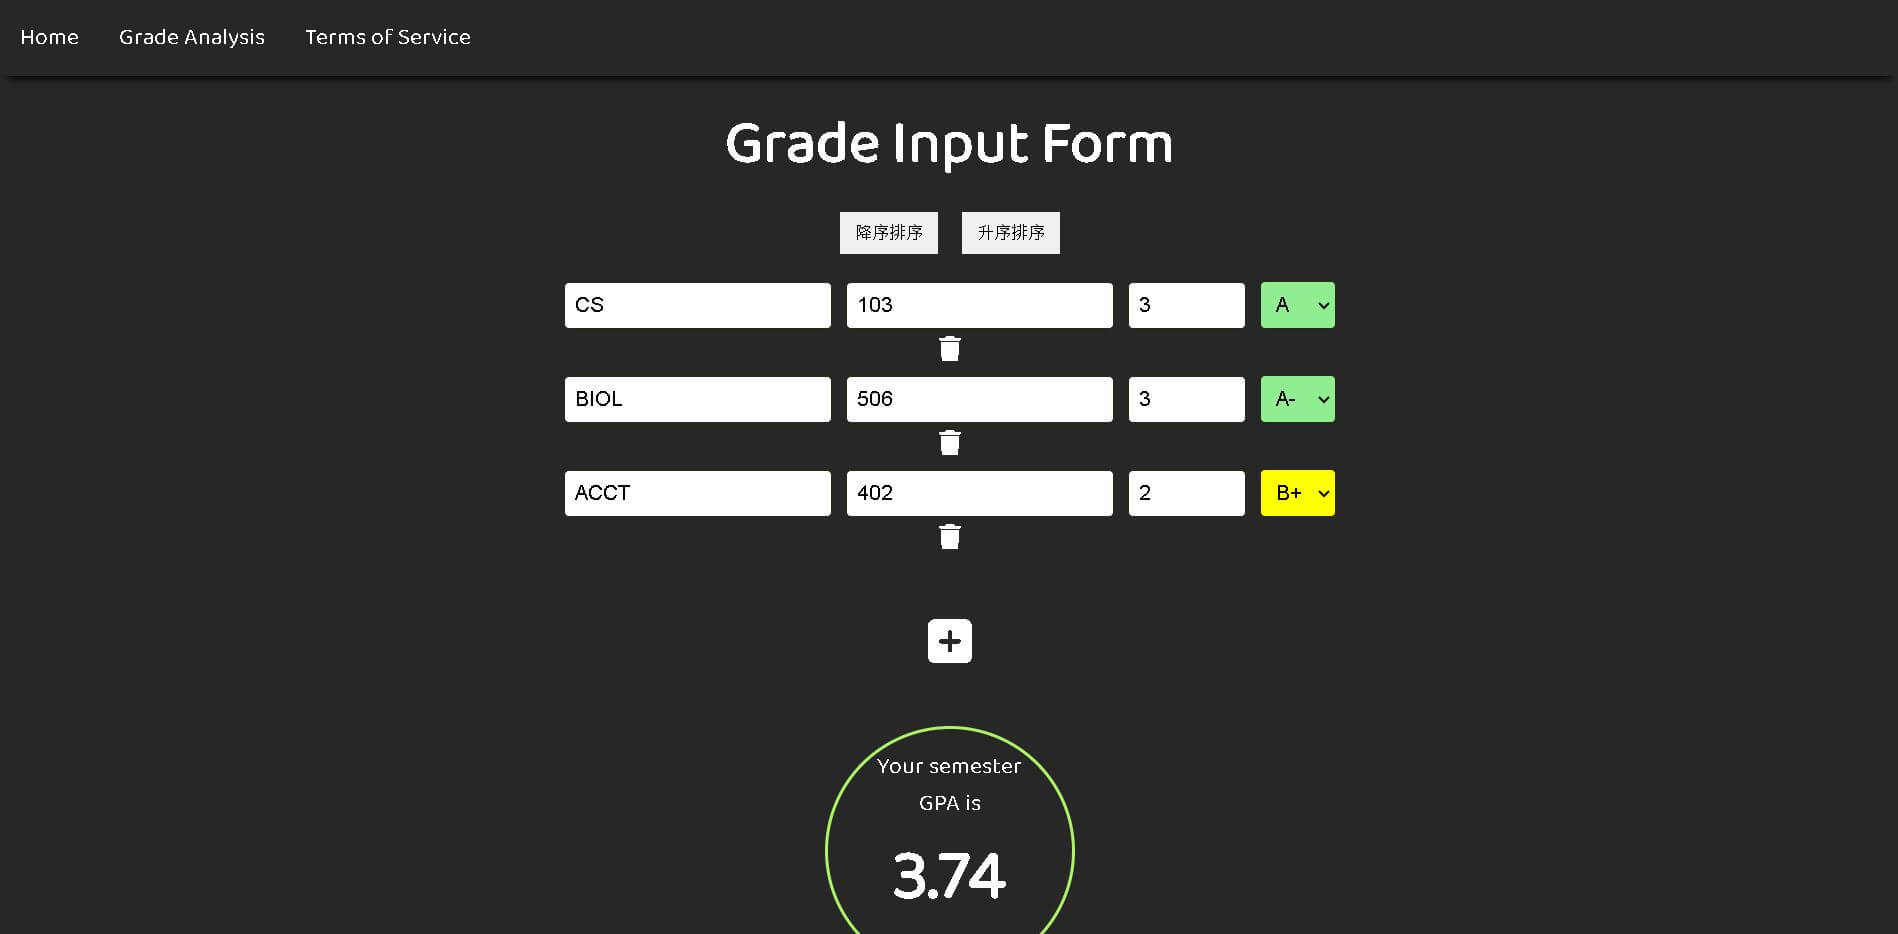 Home Grade Analysis Terms of Service
Grade Input Form
降序排序 升序排序
CS 103 3 A
BIOL 506 3 A-
ACCT 402 2 B+
Your semester
GPA is
3.74